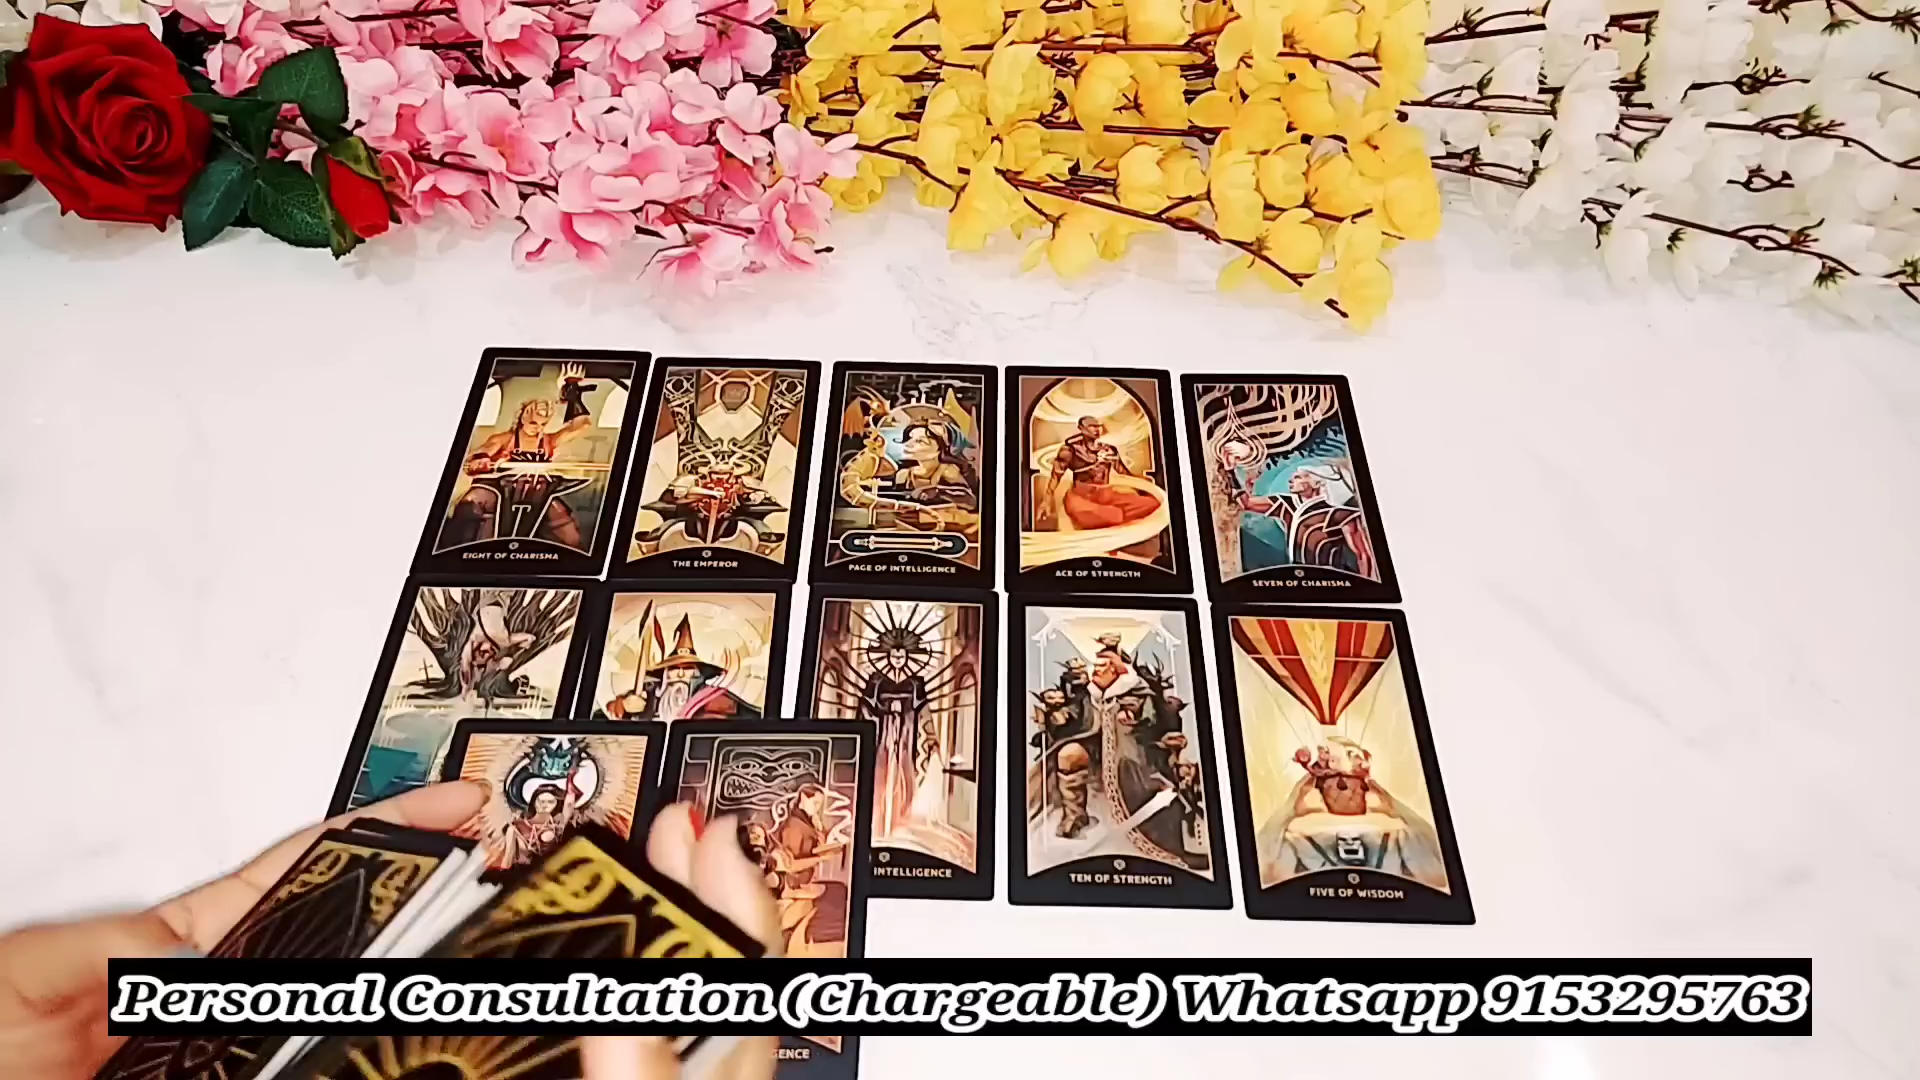 EIGHT OF CHARISMA
THE EMPEROR
PAGE OF INTELLIGENCE
ACE OF STRENGTH
SEVEN OF CHARISMA
INTELLIGENCE
TEN OF STRENGTH
FIVE OF WISDOM
Personal Consultation (Chargeable) Whatsapp 9153295763